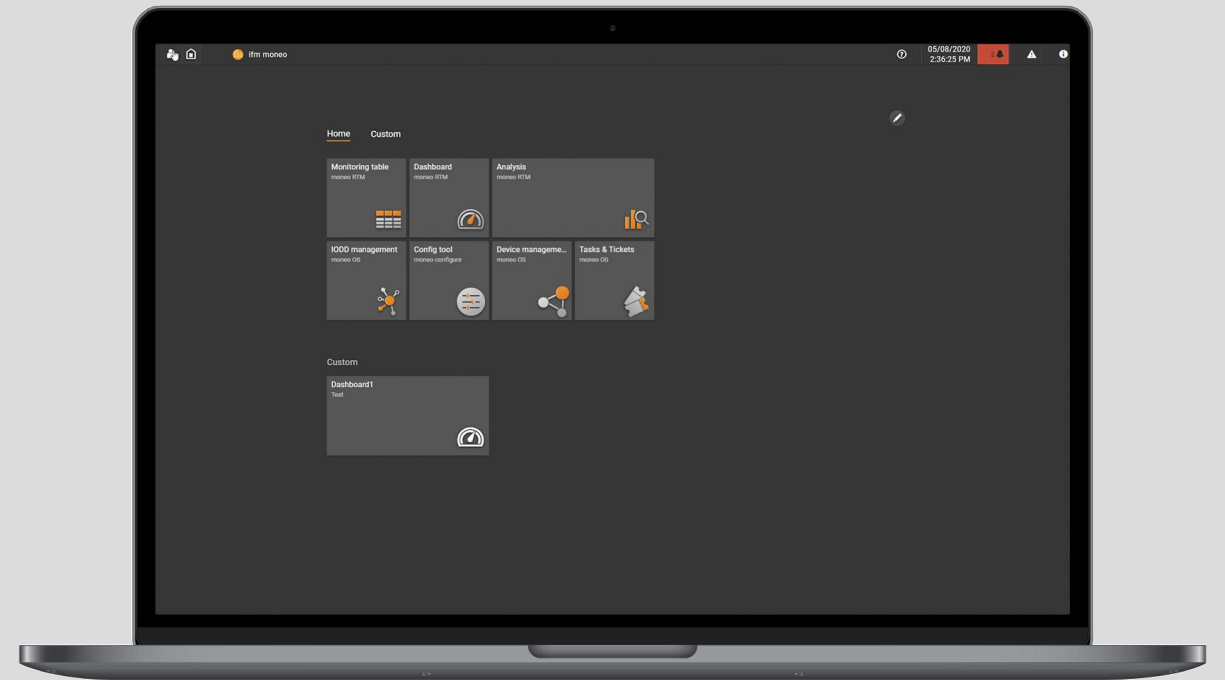 ifm moneo
05/08/2020
2:36:25 PM
2
Home
Custom
Monitoring table
moneo RTM
Dashboard
moneo RTM
Analysis
moneo RTM
IODD management
moneo OS
Config tool
moneo configure
Device manageme...
moneo OS
Tasks & Tickets
moneo OS
Custom
Dashboard1
Test